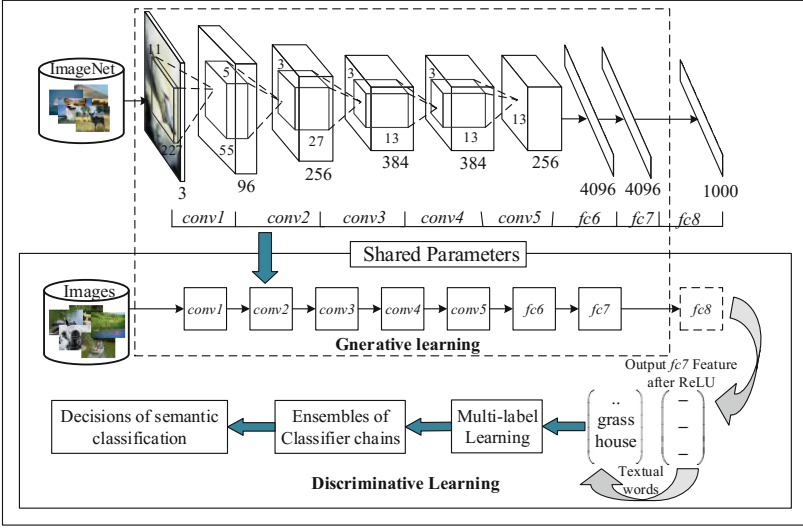 ImageNet
11
227
3
5
55
96
3
27
256
3
13
384
3
13
384
13
256
4096
4096
1000
conv1
conv2
conv3
conv4
conv5
fc6
fc7
fc8
Shared Parameters
Images
conv1
conv2
conv3
conv4
conv5
fc6
fc7
fc8
Gnerative learning
Output fc7 Feature
after ReLU
Decisions of semantic
classification
Ensembles of
Classifier chains
Multi-label
Learning
..
grass
house
Textual
words
Discriminative Learning